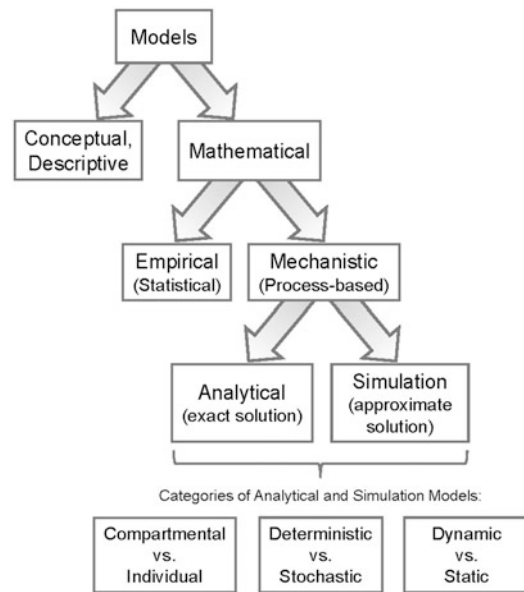 Models
Conceptual,
Descriptive
Mathematical
Empirical
(Statistical)
Mechanistic
(Process-based)
Analytical
(exact solution)
Simulation
(approximate
solution)
Categories of Analytical and Simulation Models:
Compartmental
vs.
Individual
Deterministic
vs.
Stochastic
Dynamic
vs.
Static